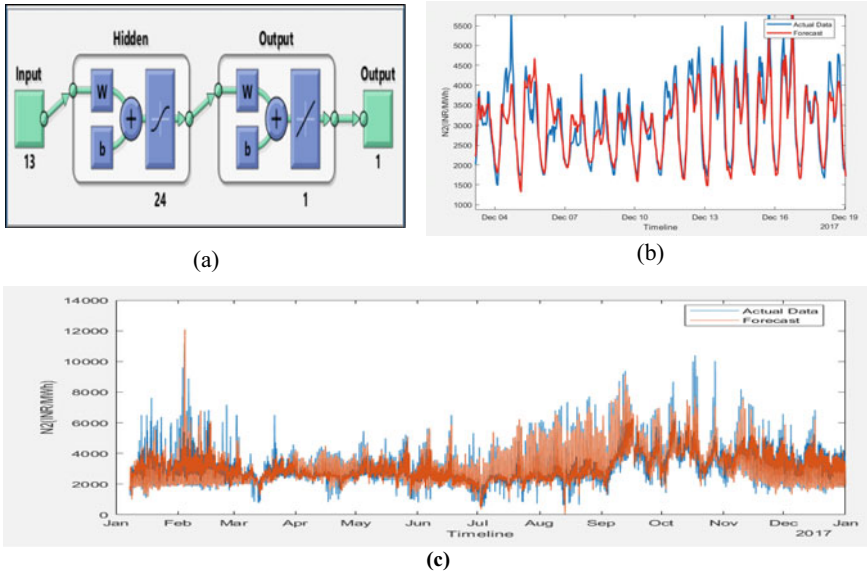 Hidden
Output
Input
Output
W
b
+
W
b
+
13
24
1
1
(a)
Actual Data
Forecast
N2(INR/MWh)
5500
5000
4500
4000
3500
3000
2500
2000
1500
1000
Dec 04
Dec 07
Dec 10
Dec 13
Dec 16
Dec 19
Timeline
2017
(b)
Actual Data
Forecast
N2(INR/MWh)
14000
12000
10000
8000
6000
4000
2000
0
Jan
Feb
Mar
Apr
May
Jun
Jul
Aug
Sep
Oct
Nov
Dec
Jan
Timeline
2017
(c)